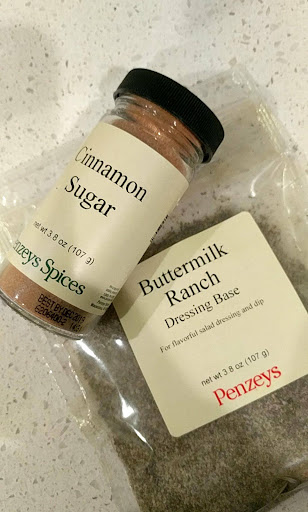 Cinnamon
Sugar
net wt 3.8 oz (107 g)
Penzeys Spices
Buttermilk
Ranch
Dressing Base
For flavorful salad dressing and dip
net wt 3.8 oz (107 g)
Penzeys